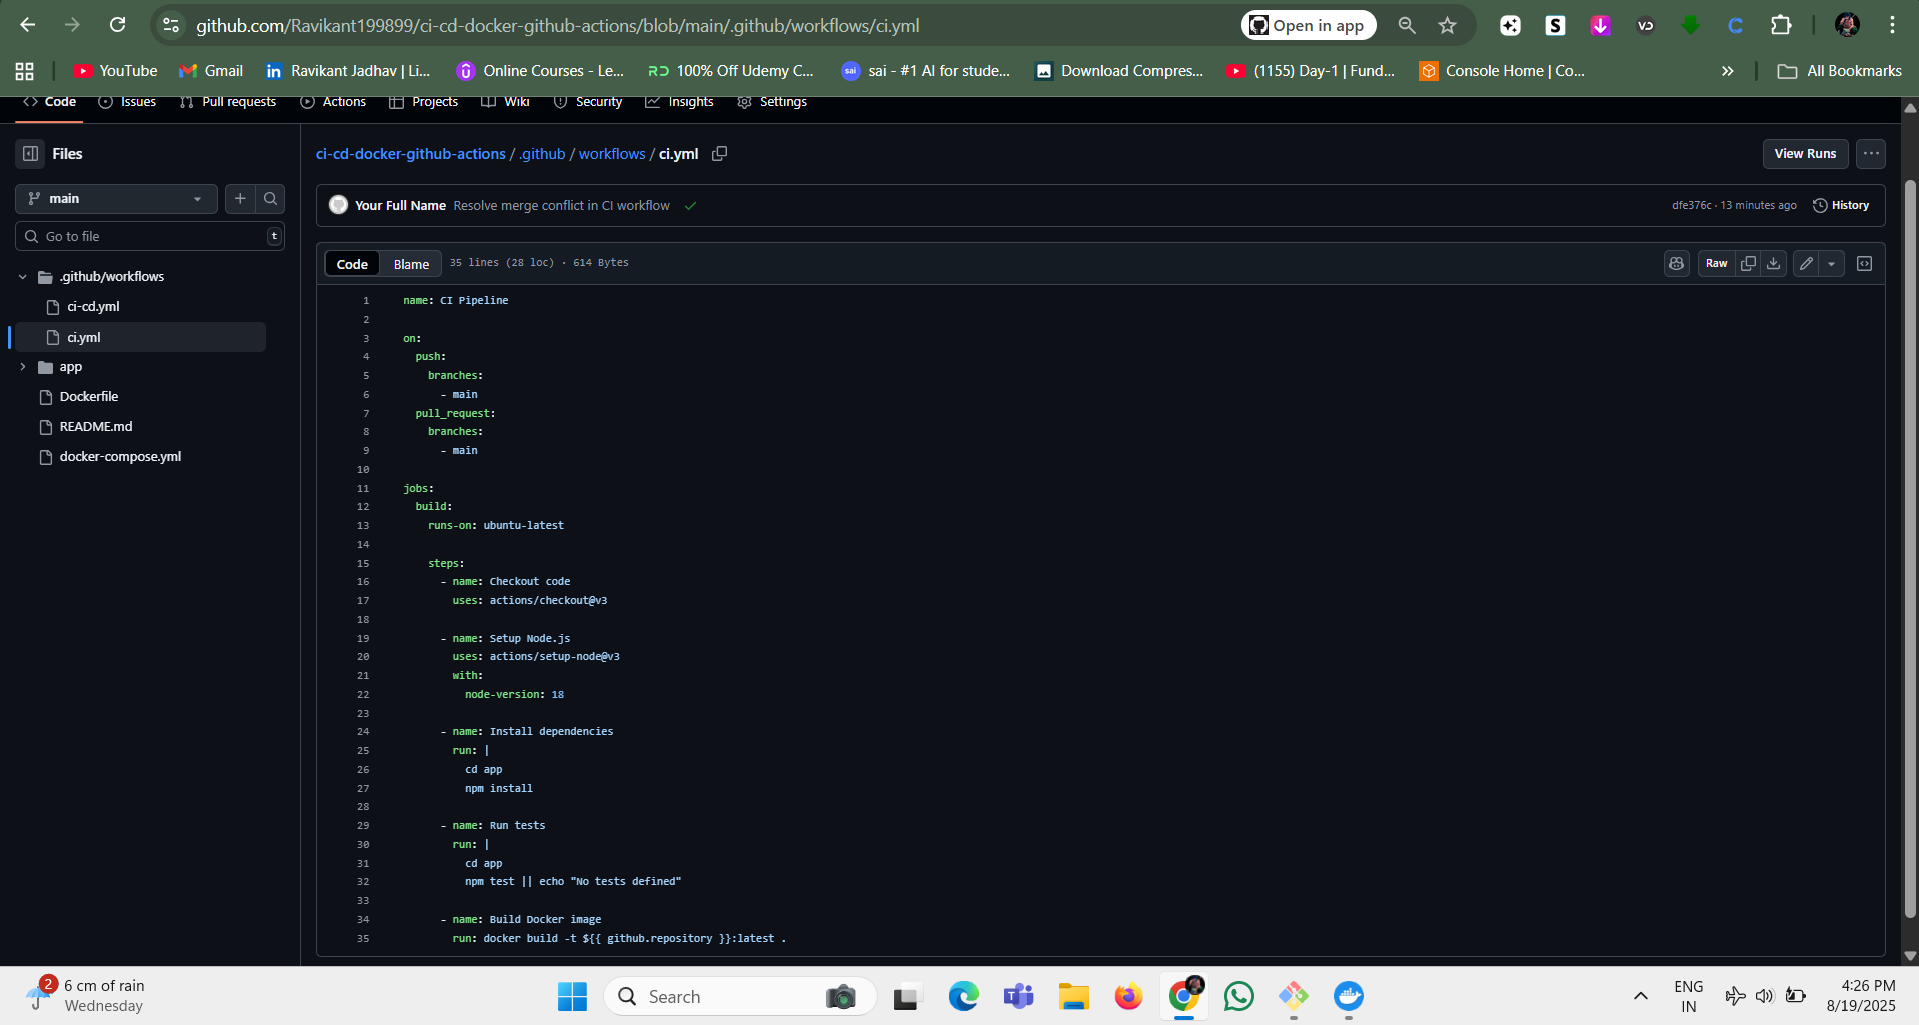 github.com/Ravikant199899/ci-cd-docker-github-actions/blob/main/.github/workflows/ci.yml
Open in app
YouTube
Gmail
Ravikant Jadhav | Li...
Online Courses - Le...
100% Off Udemy C...
sai - #1 AI for stude...
Download Compres...
(1155) Day-1 | Fund...
Console Home | Co...
All Bookmarks
Code
Issues
Pull requests
Actions
Projects
Wiki
Security
Insights
Settings
Files
main
Go to file
t
.github/workflows
ci-cd.yml
ci.yml
app
Dockerfile
README.md
docker-compose.yml
ci-cd-docker-github-actions / .github / workflows / ci.yml
View Runs
Your Full Name Resolve merge conflict in CI workflow
dfe376c · 13 minutes ago
History
Code
Blame
35 lines (28 loc) · 614 Bytes
Raw
1 name: CI Pipeline
2
3 on:
4 push:
5 branches:
6 - main
7 pull_request:
8 branches:
9 - main
10
11 jobs:
12 build:
13 runs-on: ubuntu-latest
14
15 steps:
16 - name: Checkout code
17 uses: actions/checkout@v3
18
19 - name: Setup Node.js
20 uses: actions/setup-node@v3
21 with:
22 node-version: 18
23
24 - name: Install dependencies
25 run: |
26 cd app
27 npm install
28
29 - name: Run tests
30 run: |
31 cd app
32 npm test || echo "No tests defined"
33
34 - name: Build Docker image
35 run: docker build -t ${{ github.repository }}:latest .
2
6 cm of rain
Wednesday
Search
ENG
IN
4:26 PM
8/19/2025